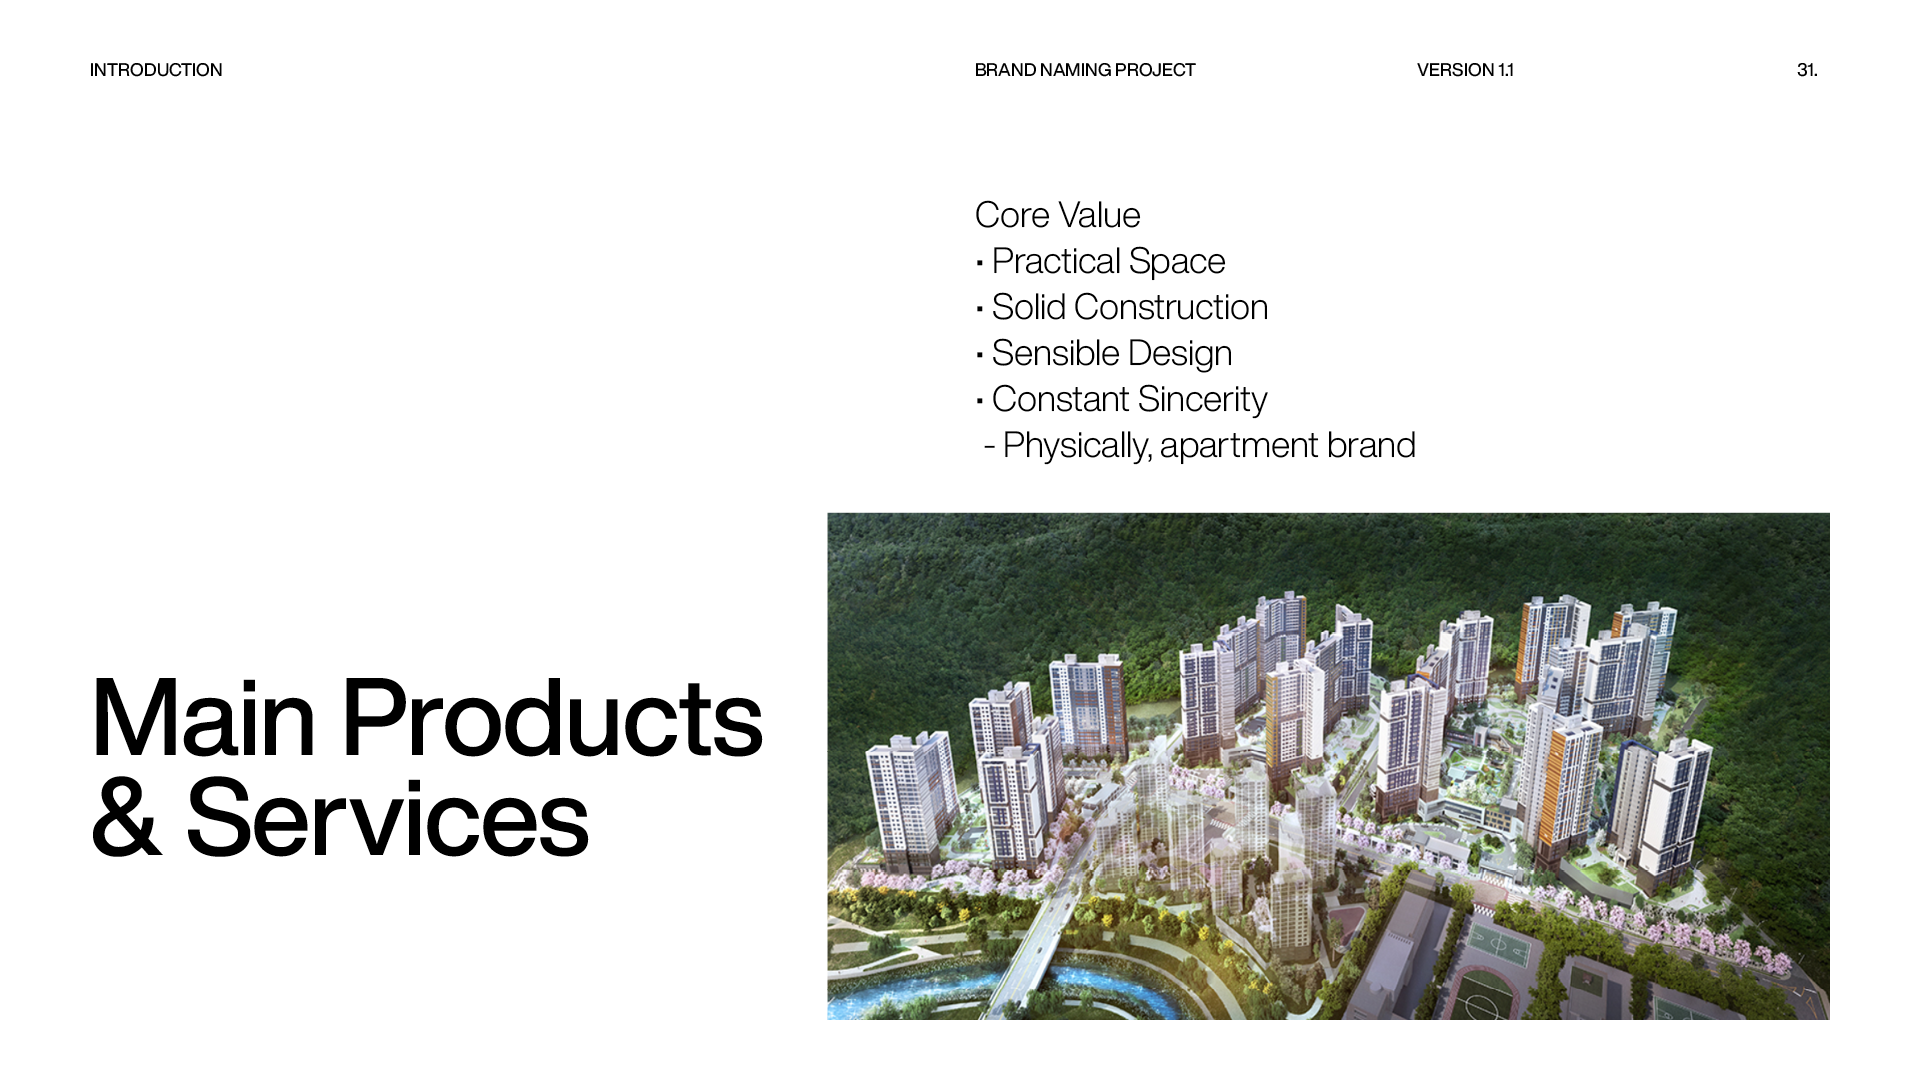 INTRODUCTION
BRAND NAMING PROJECT
VERSION 1.1
31.
Core Value
• Practical Space
• Solid Construction
• Sensible Design
• Constant Sincerity
- Physically, apartment brand
Main Products
& Services